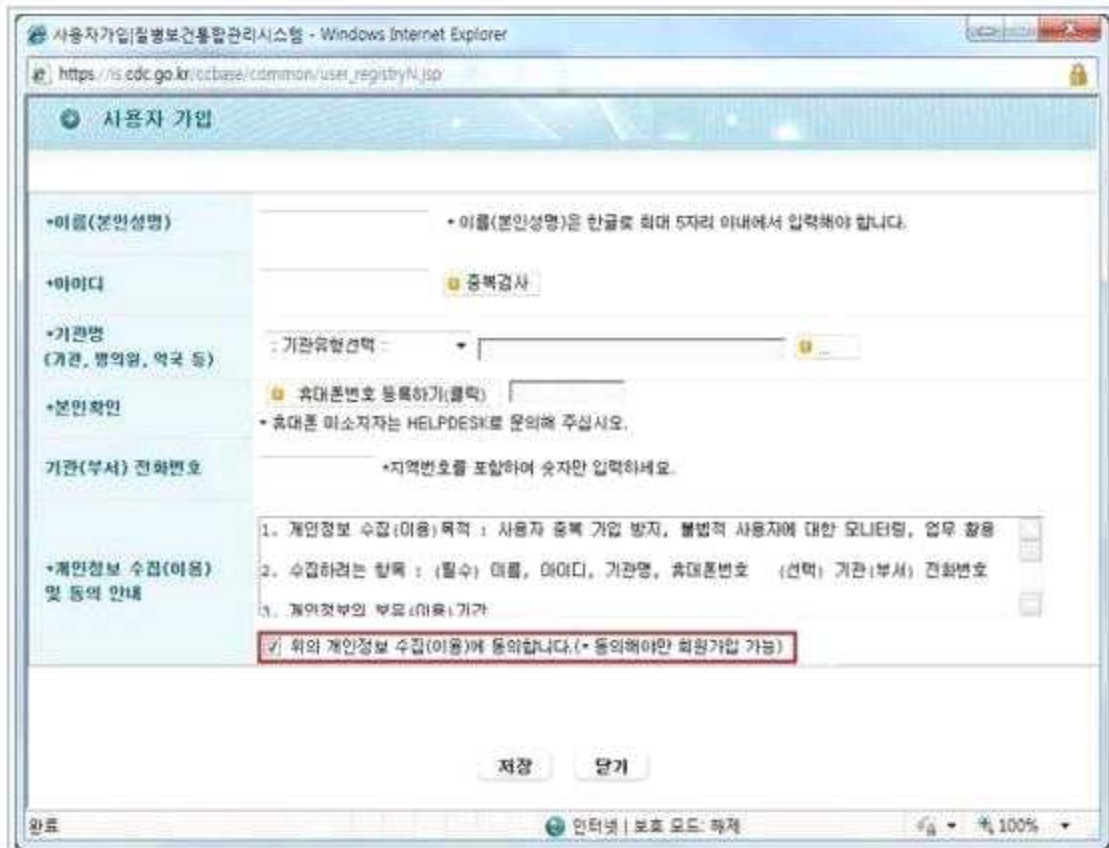 사용자가입|질병보건통합관리시스템 - Windows Internet Explorer
https://is.cdc.go.kr/ccbase/common/user_registryN.jsp
사용자 가입
*이름(본인성명)
* 이름(본인성명)은 한글로 최대 5자리 이내에서 입력해야 합니다.
*아이디
중복검사
*기관명
(기관, 병의원, 약국 등)
:: 기관유형선택 ::
...
*본인확인
휴대폰번호 등록하기(클릭)
* 휴대폰 미소지자는 HELPDESK로 문의해 주십시오.
기관(부서) 전화번호
*지역번호를 포함하여 숫자만 입력하세요.
*개인정보 수집(이용)
및 동의 안내
1. 개인정보 수집(이용)목적 : 사용자 중복 가입 방지, 불법적 사용자에 대한 모니터링, 업무 활용
2. 수집하려는 항목 : (필수) 이름, 아이디, 기관명, 휴대폰번호 (선택) 기관(부서) 전화번호
3. 개인정보의 보유(이용)기간
위의 개인정보 수집(이용)에 동의합니다.(* 동의해야만 회원가입 가능)
저장
닫기
완료
인터넷 | 보호 모드: 해제
100%